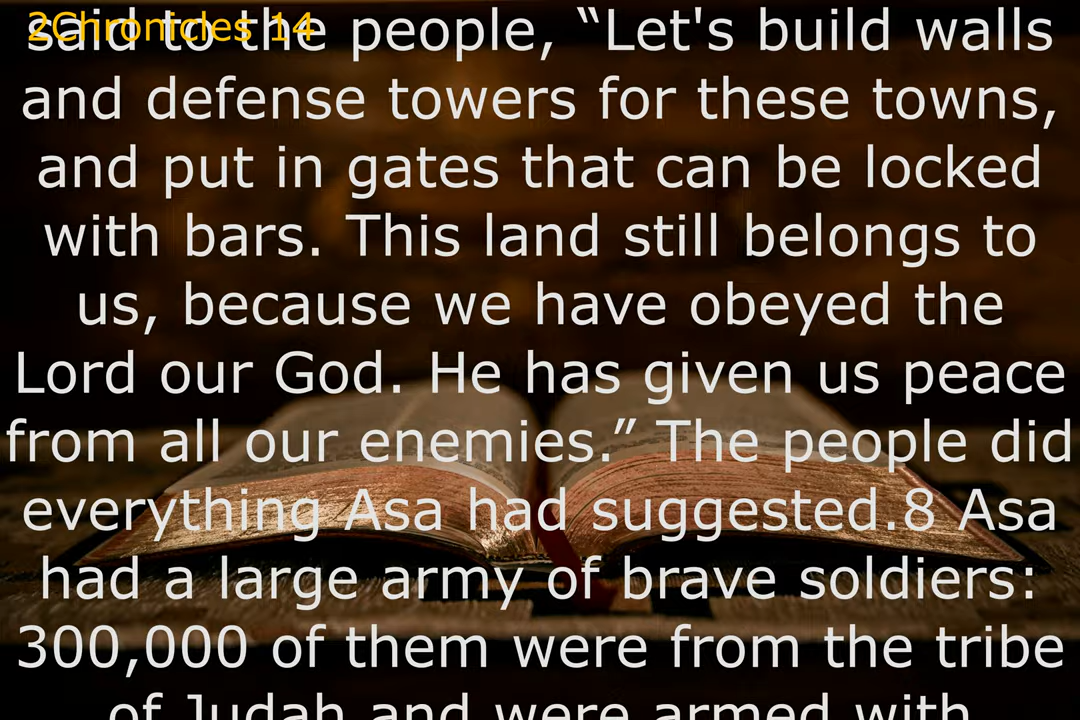 2Chronicles 14
said to the people, “Let's build walls
and defense towers for these towns,
and put in gates that can be locked
with bars. This land still belongs to
us, because we have obeyed the
Lord our God. He has given us peace
from all our enemies.” The people did
everything Asa had suggested.8 Asa
had a large army of brave soldiers:
300,000 of them were from the tribe
of Judah and were armed with